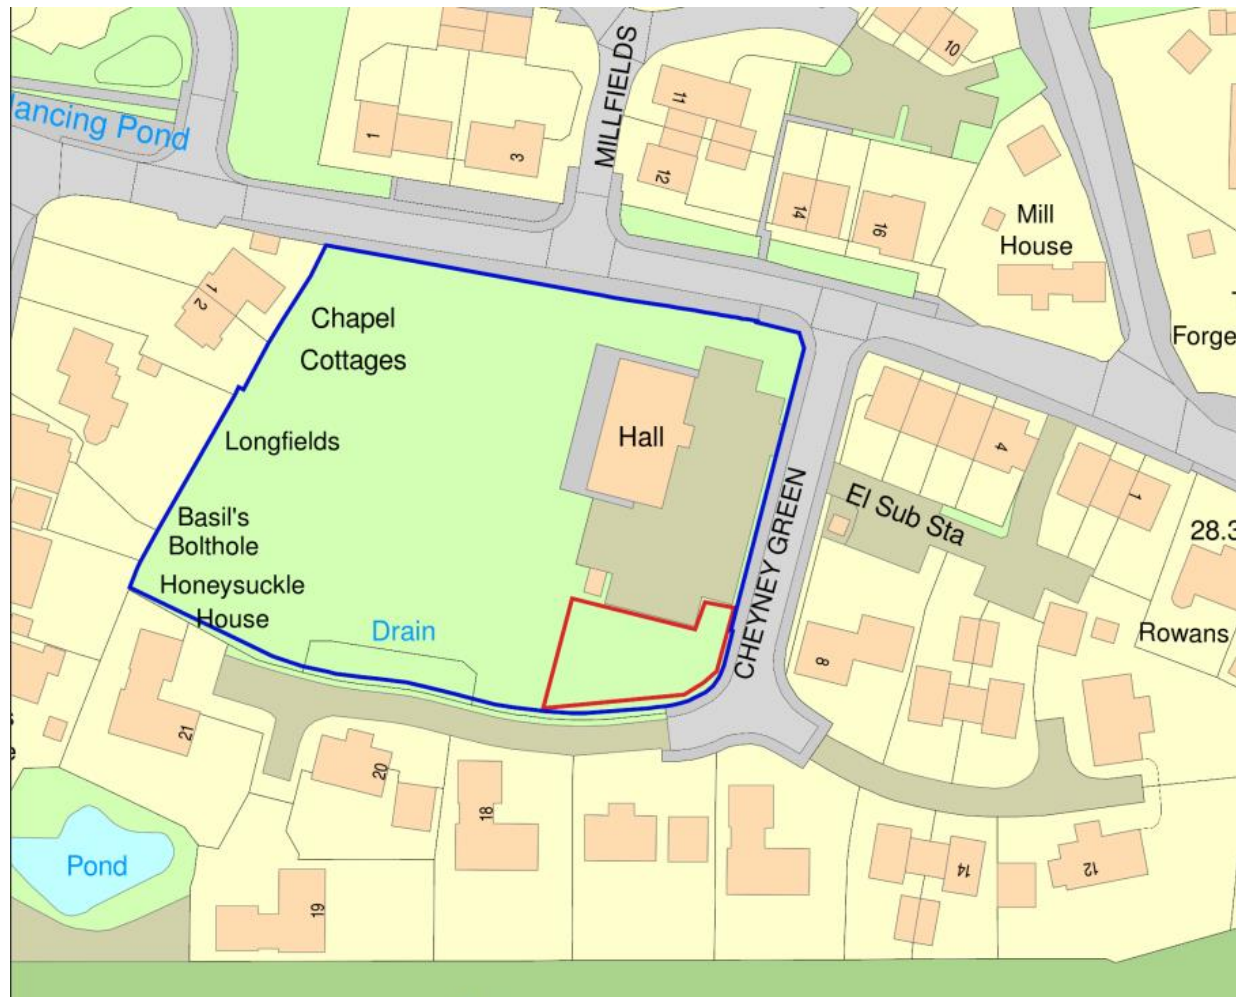 10
MILLFIELDS
11
1
3
12
lancing Pond
14
16
Mill
House
1
2
Chapel
Cottages
Forge
Hall
Longfields
4
1
El Sub Sta
28.3
Basil's
Bolthole
Honeysuckle
House
CHEYNEY GREEN
Drain
Rowans
8
21
20
18
Pond
14
12
19